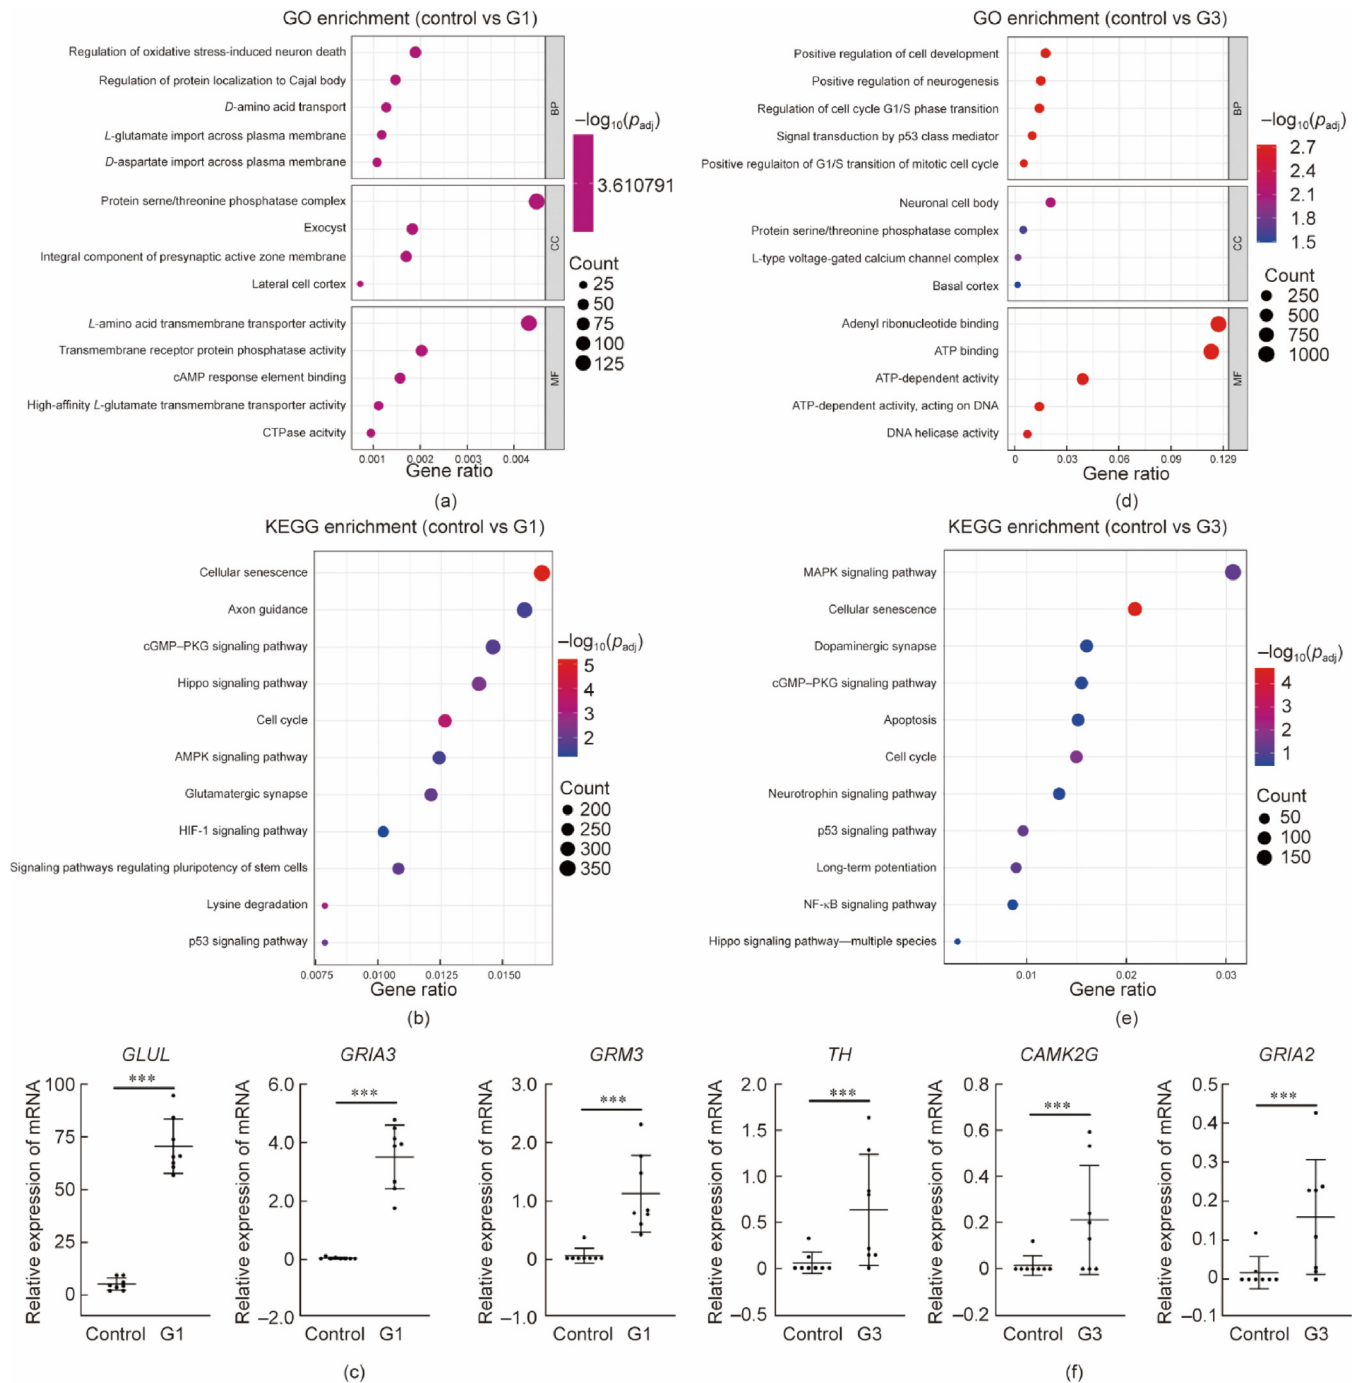 GO enrichment (control vs G1)
Regulation of oxidative stress-induced neuron death
Regulation of protein localization to Cajal body
D-amino acid transport
L-glutamate import across plasma membrane
D-aspartate import across plasma membrane
BP
Protein serne/threonine phosphatase complex
Exocyst
Integral component of presynaptic active zone membrane
Lateral cell cortex
CC
L-amino acid transmembrane transporter activity
Transmembrane receptor protein phosphatase activity
cAMP response element binding
High-affinity L-glutamate transmembrane transporter activity
CTPase acitvity
MF
0.001 0.002 0.003 0.004
Gene ratio
–log10(padj)
3.610791
Count
25
50
75
100
125
(a)
GO enrichment (control vs G3)
Positive regulation of cell development
Positive regulation of neurogenesis
Regulation of cell cycle G1/S phase transition
Signal transduction by p53 class mediator
Positive regulaiton of G1/S transition of mitotic cell cycle
BP
Neuronal cell body
Protein serine/threonine phosphatase complex
L-type voltage-gated calcium channel complex
Basal cortex
CC
Adenyl ribonucleotide binding
ATP binding
ATP-dependent activity
ATP-dependent activity, acting on DNA
DNA helicase activity
MF
0 0.03 0.06 0.09 0.129
Gene ratio
–log10(padj)
2.7
2.4
2.1
1.8
1.5
Count
250
500
750
1000
(d)
KEGG enrichment (control vs G1)
Cellular senescence
Axon guidance
cGMP–PKG signaling pathway
Hippo signaling pathway
Cell cycle
AMPK signaling pathway
Glutamatergic synapse
HIF-1 signaling pathway
Signaling pathways regulating pluripotency of stem cells
Lysine degradation
p53 signaling pathway
0.0075 0.0100 0.0125 0.0150
Gene ratio
–log10(padj)
5
4
3
2
Count
200
250
300
350
(b)
KEGG enrichment (control vs G3)
MAPK signaling pathway
Cellular senescence
Dopaminergic synapse
cGMP–PKG signaling pathway
Apoptosis
Cell cycle
Neurotrophin signaling pathway
p53 signaling pathway
Long-term potentiation
NF-κB signaling pathway
Hippo signaling pathway—multiple species
0.01 0.02 0.03
Gene ratio
–log10(padj)
4
3
2
1
Count
50
100
150
(e)
GLUL
Relative expression of mRNA
100
75
50
25
0
***
Control G1
GRIA3
Relative expression of mRNA
6.0
4.0
2.0
0
–2.0
***
Control G1
GRM3
Relative expression of mRNA
3.0
2.0
1.0
0
–1.0
***
Control G1
(c)
TH
Relative expression of mRNA
2.0
1.5
1.0
0.5
0
–0.5
***
Control G3
CAMK2G
Relative expression of mRNA
0.8
0.6
0.4
0.2
0
–0.2
***
Control G3
GRIA2
Relative expression of mRNA
0.5
0.4
0.3
0.2
0.1
0
–0.1
***
Control G3
(f)